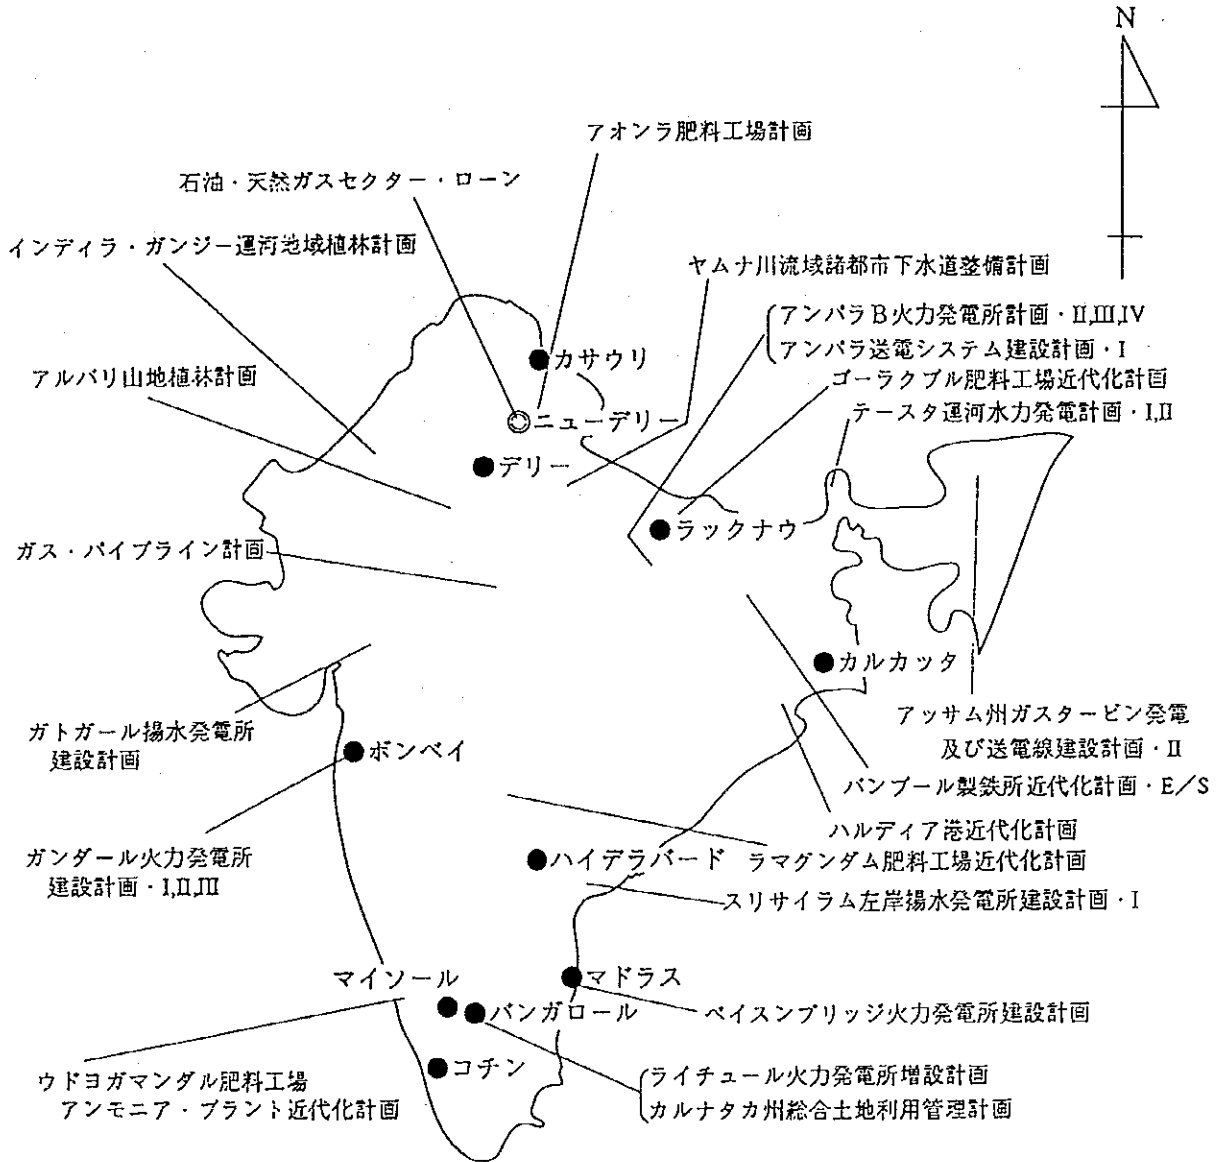 N
アオンラ肥料工場計画
石油・天然ガスセクター・ローン
インディラ・ガンジー運河地域植林計画
ヤムナ川流域諸都市下水道整備計画
アンパラB火力発電所計画・II,III,IV
アンパラ送電システム建設計画・I
カサウリ
アルバリ山地植林計画
ゴーラクプル肥料工場近代化計画
テースタ運河水力発電計画・I,II
ニューデリー
デリー
ラックナウ
ガス・パイプライン計画
カルカッタ
アッサム州ガスタービン発電
及び送電線建設計画・II
ガトガール揚水発電所
建設計画
ボンベイ
バンプール製鉄所近代化計画・E/S
ハルディア港近代化計画
ガンダール火力発電所
建設計画・I,II,III
ハイデラバード
ラマグンダム肥料工場近代化計画
スリサイラム左岸揚水発電所建設計画・I
マイソール
マドラス
バンガロール
ベイスンブリッジ火力発電所建設計画
コチン
ウドヨガマンダル肥料工場
アンモニア・プラント近代化計画
ライチュール火力発電所増設計画
カルナタカ州総合土地利用管理計画